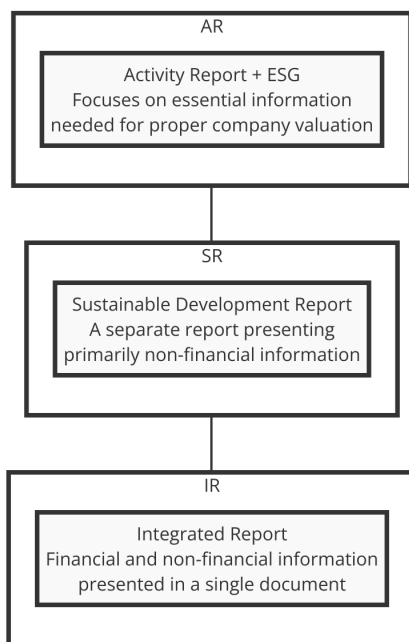 AR
Activity Report + ESG
Focuses on essential information
needed for proper company valuation
SR
Sustainable Development Report
A separate report presenting
primarily non-financial information
IR
Integrated Report
Financial and non-financial information
presented in a single document